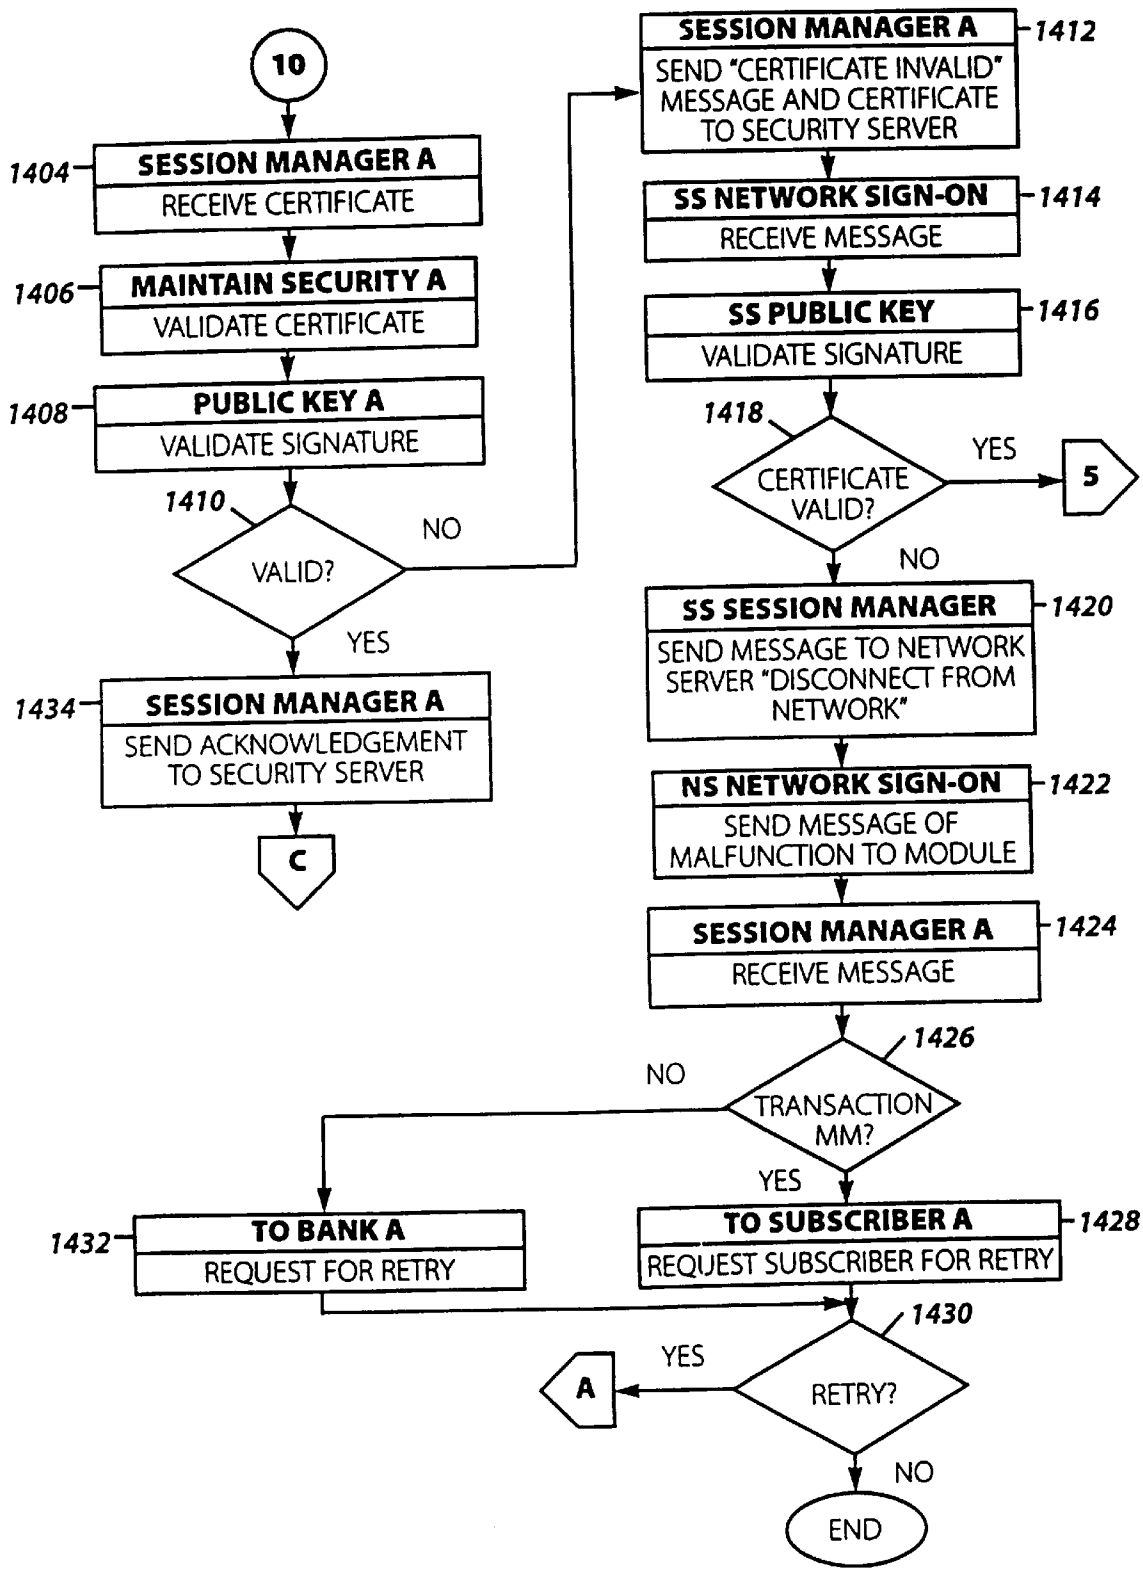 10
1404
SESSION MANAGER A
RECEIVE CERTIFICATE
1406
MAINTAIN SECURITY A
VALIDATE CERTIFICATE
1408
PUBLIC KEY A
VALIDATE SIGNATURE
1410
VALID?
NO
YES
1434
SESSION MANAGER A
SEND ACKNOWLEDGEMENT
TO SECURITY SERVER
C
SESSION MANAGER A
1412
SEND "CERTIFICATE INVALID"
MESSAGE AND CERTIFICATE
TO SECURITY SERVER
SS NETWORK SIGN-ON
1414
RECEIVE MESSAGE
SS PUBLIC KEY
1416
VALIDATE SIGNATURE
1418
CERTIFICATE
VALID?
YES
5
NO
SS SESSION MANAGER
1420
SEND MESSAGE TO NETWORK
SERVER "DISCONNECT FROM
NETWORK"
NS NETWORK SIGN-ON
1422
SEND MESSAGE OF
MALFUNCTION TO MODULE
SESSION MANAGER A
1424
RECEIVE MESSAGE
1426
TRANSACTION
MM?
NO
YES
1432
TO BANK A
REQUEST FOR RETRY
TO SUBSCRIBER A
1428
REQUEST SUBSCRIBER FOR RETRY
1430
RETRY?
YES
A
NO
END